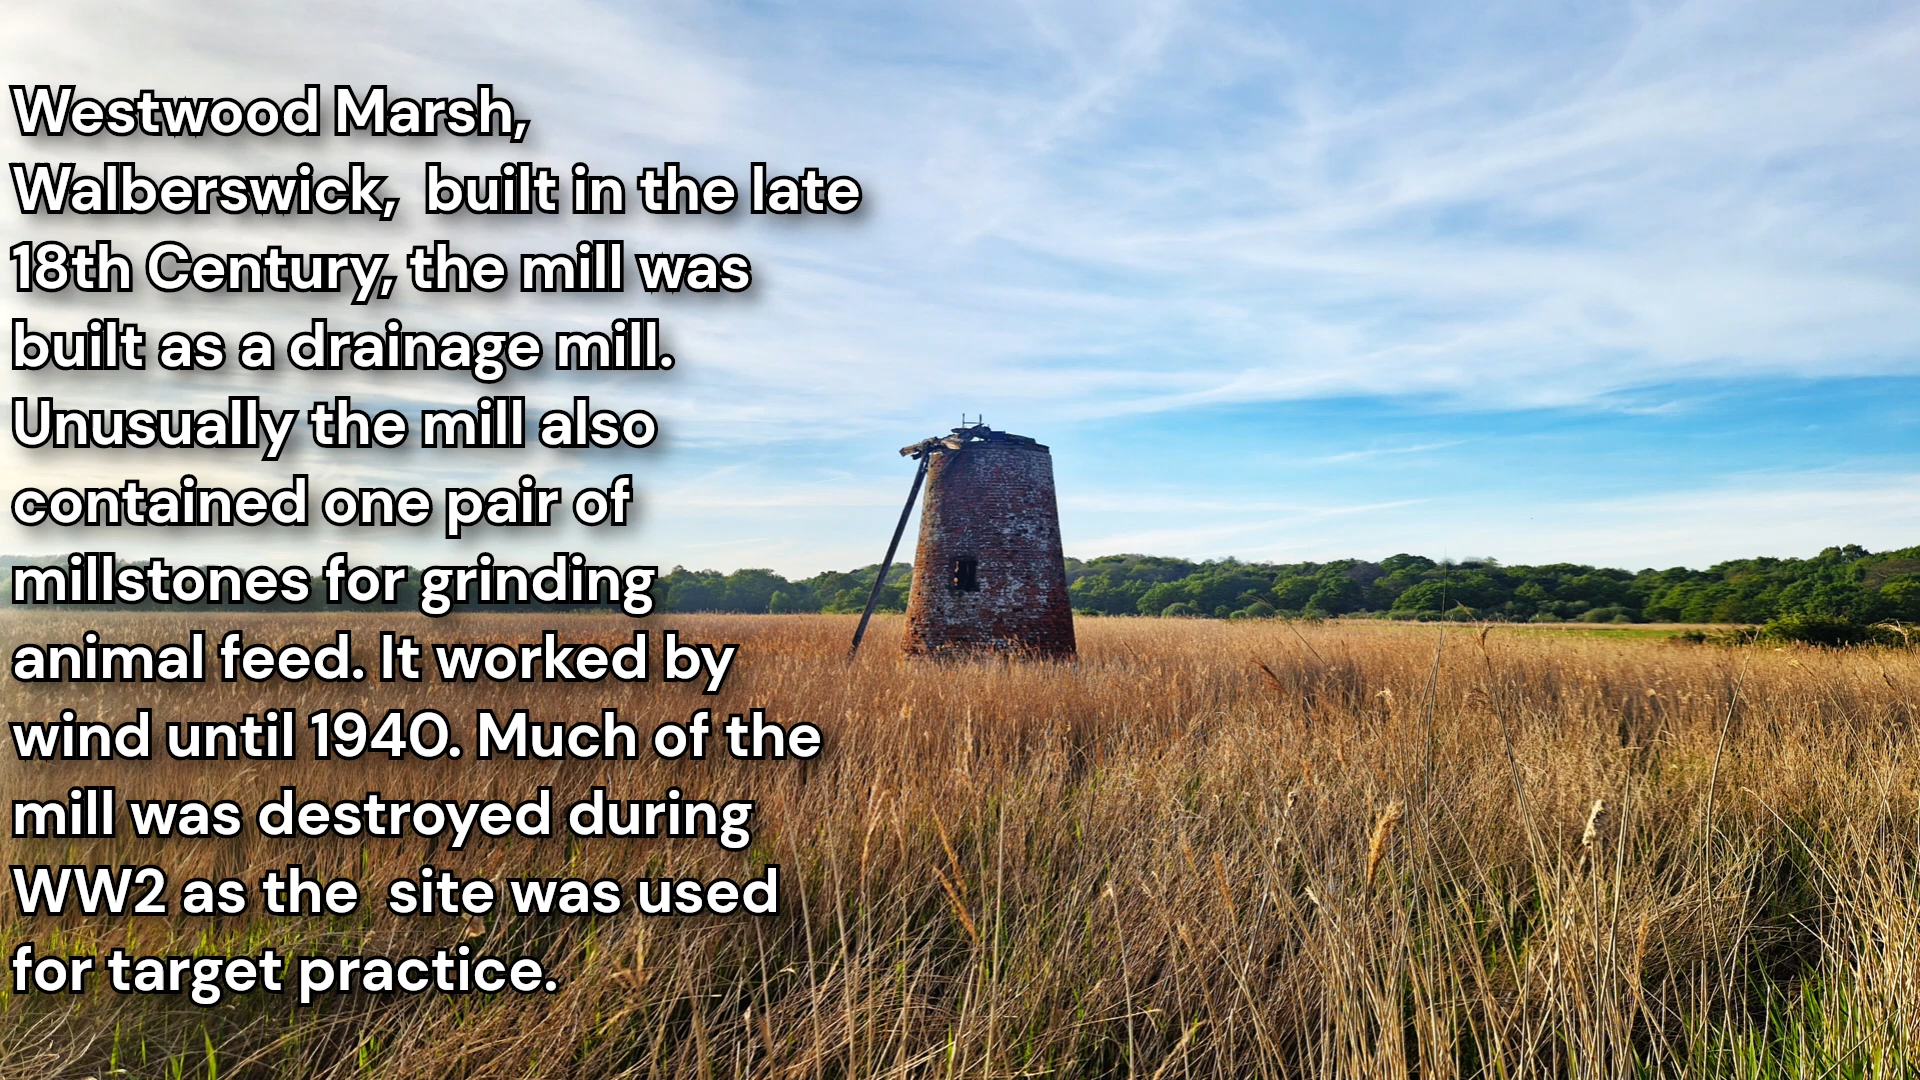 Westwood Marsh,
Walberswick,  built in the late
18th Century, the mill was
built as a drainage mill.
Unusually the mill also
contained one pair of
millstones for grinding
animal feed. It worked by
wind until 1940. Much of the
mill was destroyed during
WW2 as the  site was used
for target practice.